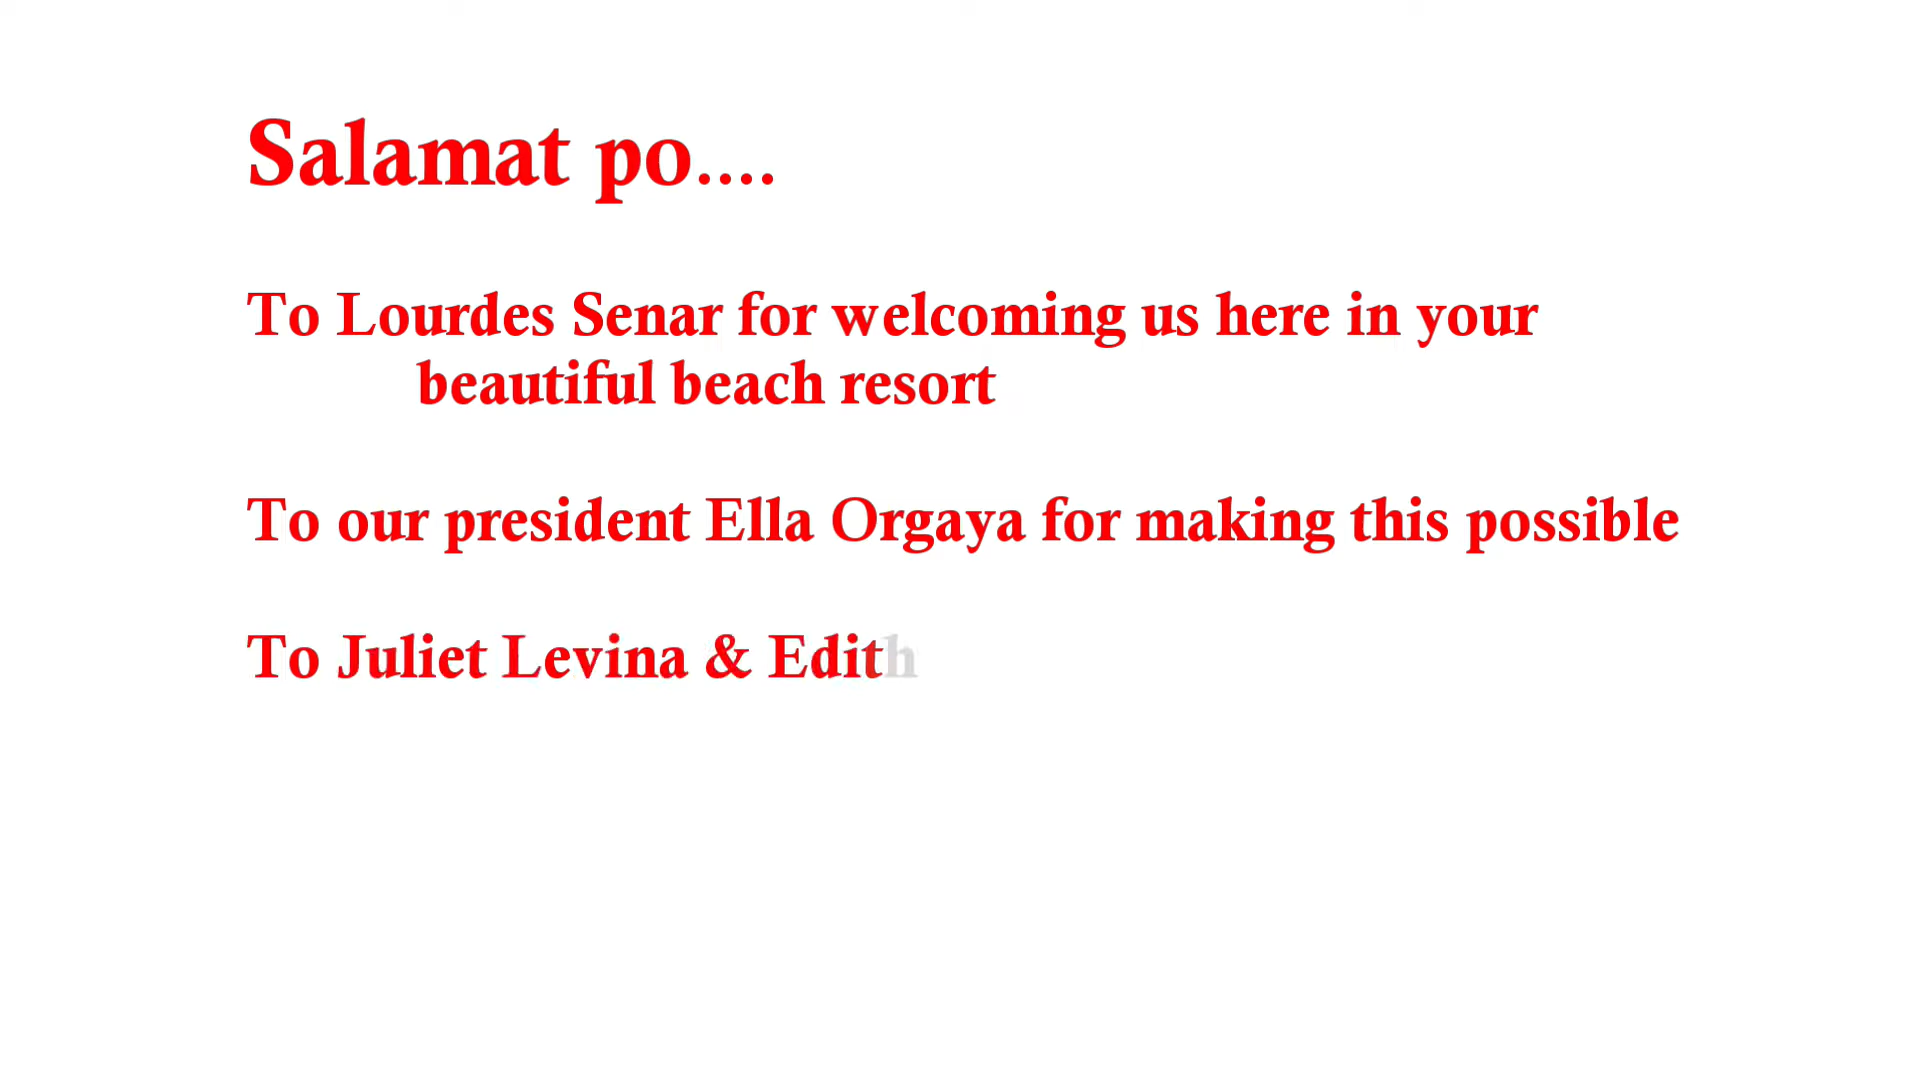 Salamat po....
To Lourdes Senar for welcoming us here in your
beautiful beach resort
To our president Ella Orgaya for making this possible
To Juliet Levina & Edith